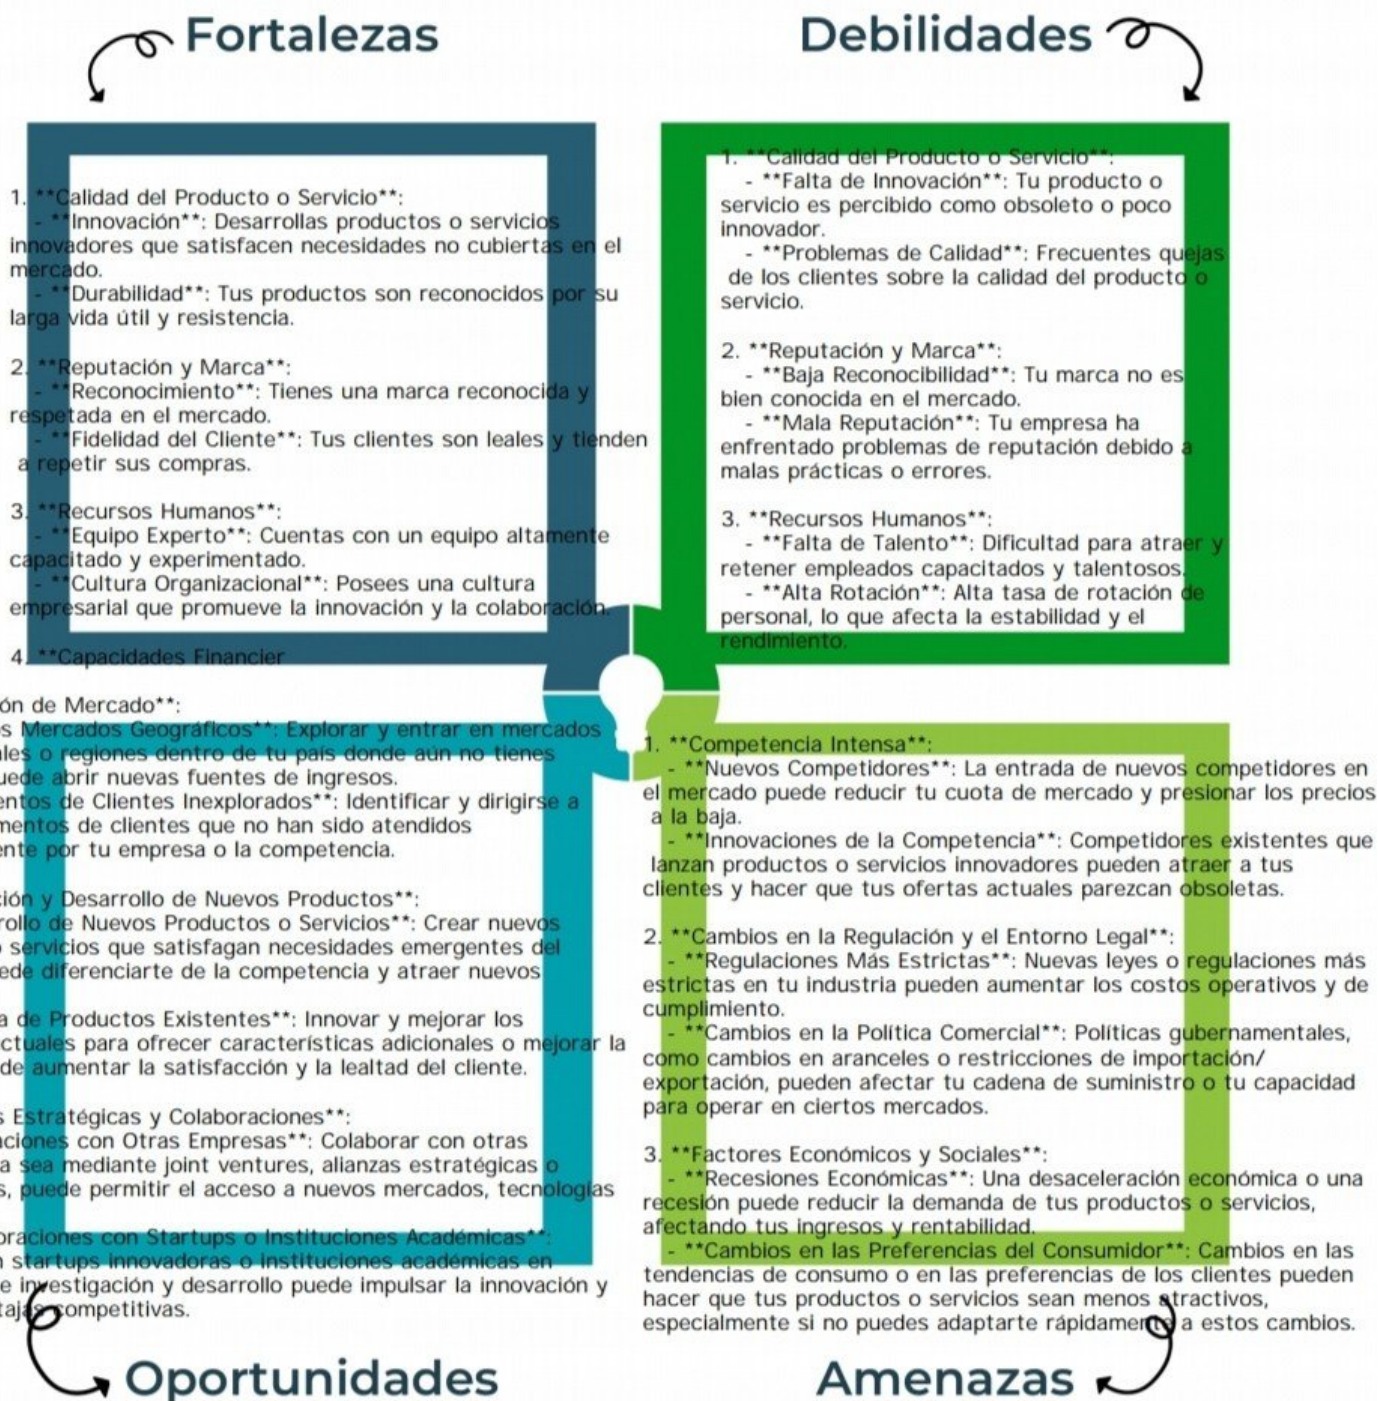 Fortalezas
1. **Calidad del Producto o Servicio**:
- **Innovación**: Desarrollas productos o servicios
innovadores que satisfacen necesidades no cubiertas en el
mercado.
- **Durabilidad**: Tus productos son reconocidos por su
larga vida útil y resistencia.
2. **Reputación y Marca**:
- **Reconocimiento**: Tienes una marca reconocida y
respetada en el mercado.
- **Fidelidad del Cliente**: Tus clientes son leales y tienden
a repetir sus compras.
3. **Recursos Humanos**:
- **Equipo Experto**: Cuentas con un equipo altamente
capacitado y experimentado.
- **Cultura Organizacional**: Posees una cultura
empresarial que promueve la innovación y la colaboración.
4. **Capacidades Financier
Debilidades
1. **Calidad del Producto o Servicio**:
- **Falta de Innovación**: Tu producto o
servicio es percibido como obsoleto o poco
innovador.
- **Problemas de Calidad**: Frecuentes quejas
de los clientes sobre la calidad del producto o
servicio.
2. **Reputación y Marca**:
- **Baja Reconocibilidad**: Tu marca no es
bien conocida en el mercado.
- **Mala Reputación**: Tu empresa ha
enfrentado problemas de reputación debido a
malas prácticas o errores.
3. **Recursos Humanos**:
- **Falta de Talento**: Dificultad para atraer y
retener empleados capacitados y talentosos.
- **Alta Rotación**: Alta tasa de rotación de
personal, lo que afecta la estabilidad y el
rendimiento.
ón de Mercado**:
s Mercados Geográficos**: Explorar y entrar en mercados
ales o regiones dentro de tu país donde aún no tienes
uede abrir nuevas fuentes de ingresos.
entos de Clientes Inexplorados**: Identificar y dirigirse a
mentos de clientes que no han sido atendidos
ente por tu empresa o la competencia.
ción y Desarrollo de Nuevos Productos**:
rollo de Nuevos Productos o Servicios**: Crear nuevos
o servicios que satisfagan necesidades emergentes del
ede diferenciarte de la competencia y atraer nuevos
a de Productos Existentes**: Innovar y mejorar los
ctuales para ofrecer características adicionales o mejorar la
de aumentar la satisfacción y la lealtad del cliente.
s Estratégicas y Colaboraciones**:
aciones con Otras Empresas**: Colaborar con otras
a sea mediante joint ventures, alianzas estratégicas o
s, puede permitir el acceso a nuevos mercados, tecnologías
oraciones con Startups o Instituciones Académicas**:
n startups innovadoras o instituciones académicas en
e investigación y desarrollo puede impulsar la innovación y
tajas competitivas.
Oportunidades
1. **Competencia Intensa**:
- **Nuevos Competidores**: La entrada de nuevos competidores en
el mercado puede reducir tu cuota de mercado y presionar los precios
a la baja.
- **Innovaciones de la Competencia**: Competidores existentes que
lanzan productos o servicios innovadores pueden atraer a tus
clientes y hacer que tus ofertas actuales parezcan obsoletas.
2. **Cambios en la Regulación y el Entorno Legal**:
- **Regulaciones Más Estrictas**: Nuevas leyes o regulaciones más
estrictas en tu industria pueden aumentar los costos operativos y de
cumplimiento.
- **Cambios en la Política Comercial**: Políticas gubernamentales,
como cambios en aranceles o restricciones de importación/
exportación, pueden afectar tu cadena de suministro o tu capacidad
para operar en ciertos mercados.
3. **Factores Económicos y Sociales**:
- **Recesiones Económicas**: Una desaceleración económica o una
recesión puede reducir la demanda de tus productos o servicios,
afectando tus ingresos y rentabilidad.
- **Cambios en las Preferencias del Consumidor**: Cambios en las
tendencias de consumo o en las preferencias de los clientes pueden
hacer que tus productos o servicios sean menos atractivos,
especialmente si no puedes adaptarte rápidamente a estos cambios.
Amenazas